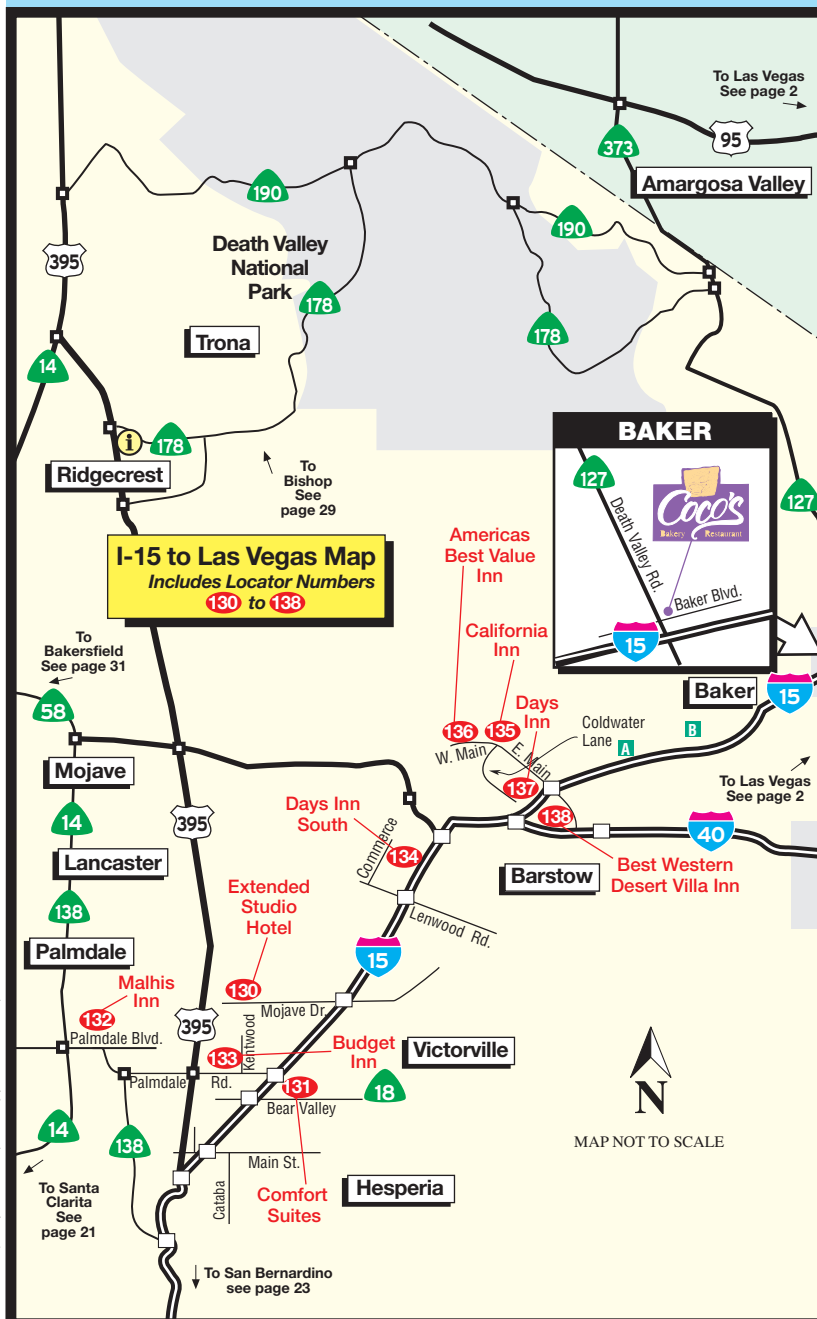 To Las Vegas
See page 2
95
373
Amargosa Valley
190
190
395
Death Valley
National
Park
178
178
Trona
14
BAKER
127
Coco's
Bakery Restaurant
Death Valley Rd.
Baker Blvd.
15
127
178
i
Ridgecrest
To
Bishop
See
page 29
Americas
Best Value
Inn
I-15 to Las Vegas Map
Includes Locator Numbers
130 to 138
California
Inn
To
Bakersfield
See page 31
58
Baker
15
Days
Inn
Coldwater
Lane
136
135
W. Main
E. Main
A
B
Mojave
137
To Las Vegas
See page 2
Days Inn
South
395
14
138
40
Commerce
134
Lancaster
Barstow
Best Western
Desert Villa Inn
Extended
Studio
Hotel
138
Lenwood Rd.
Palmdale
15
130
Mojave Dr.
Malhis
Inn
132
Palmdale Blvd.
395
Kentwood
133
Budget
Inn
Victorville
Palmdale
Rd.
131
18
Bear Valley
N
MAP NOT TO SCALE
14
138
Main St.
Cataba
Comfort
Suites
Hesperia
To Santa
Clarita
See
page 21
To San Bernardino
see page 23